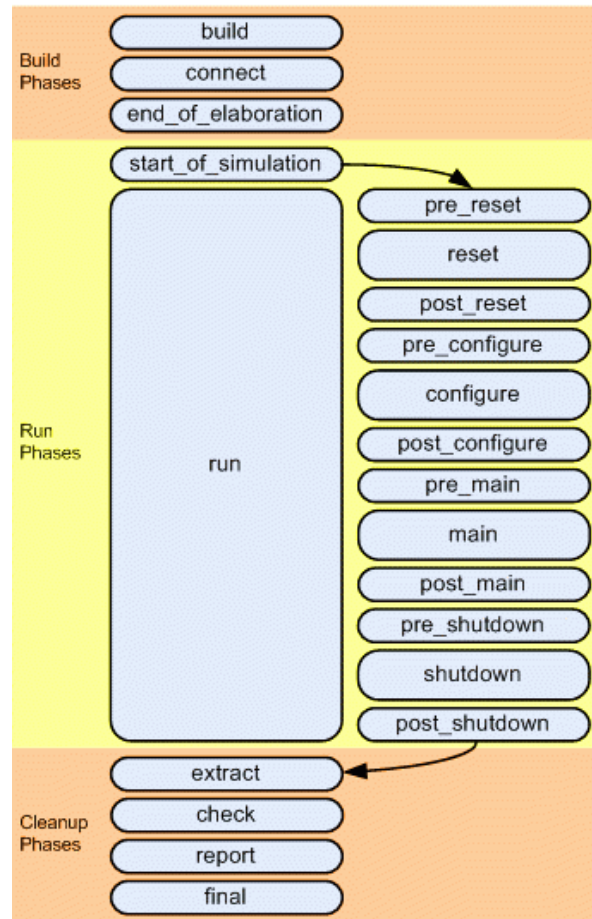 Build
Phases
build
connect
end_of_elaboration
Run
Phases
start_of_simulation
run
pre_reset
reset
post_reset
pre_configure
configure
post_configure
pre_main
main
post_main
pre_shutdown
shutdown
post_shutdown
Cleanup
Phases
extract
check
report
final